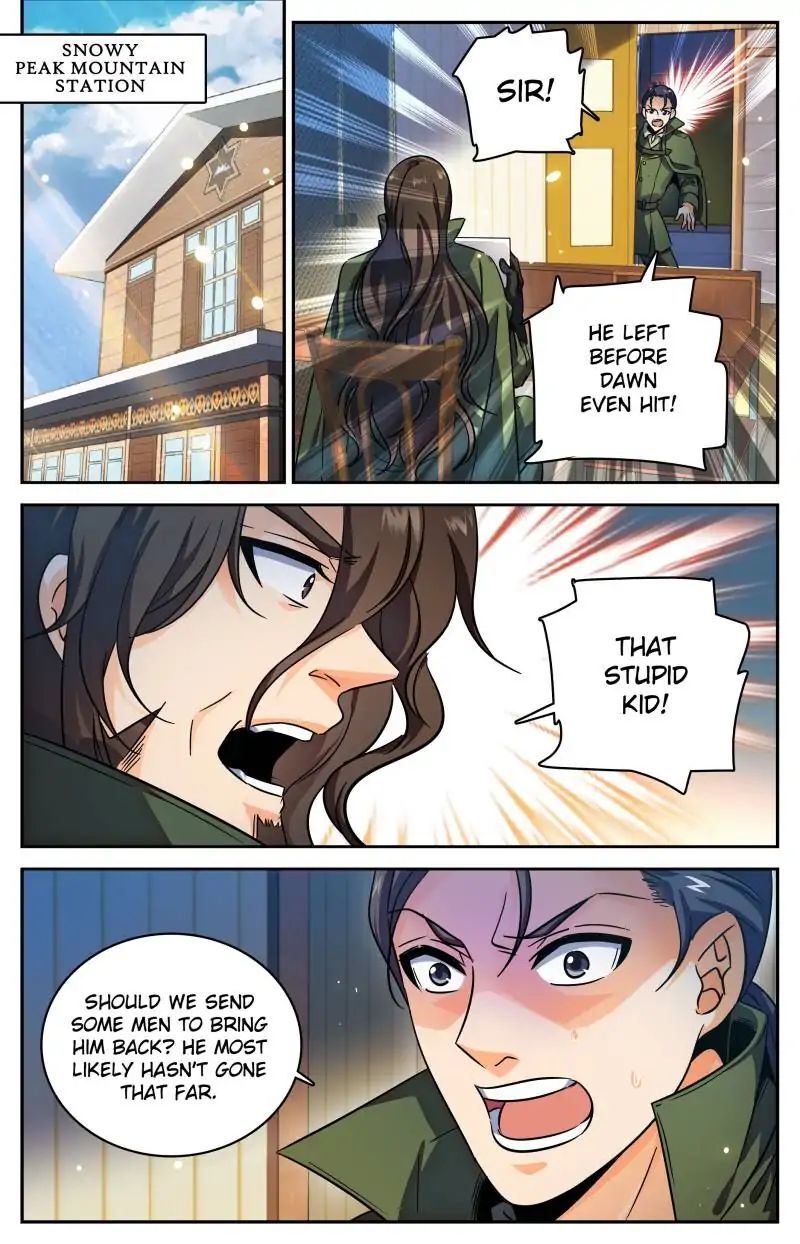 SNOWY
PEAK MOUNTAIN
STATION
SIR!
HE LEFT
BEFORE
DAWN
EVEN HIT!
THAT
STUPID
KID!
SHOULD WE SEND
SOME MEN TO BRING
HIM BACK? HE MOST
LIKELY HASN'T GONE
THAT FAR.